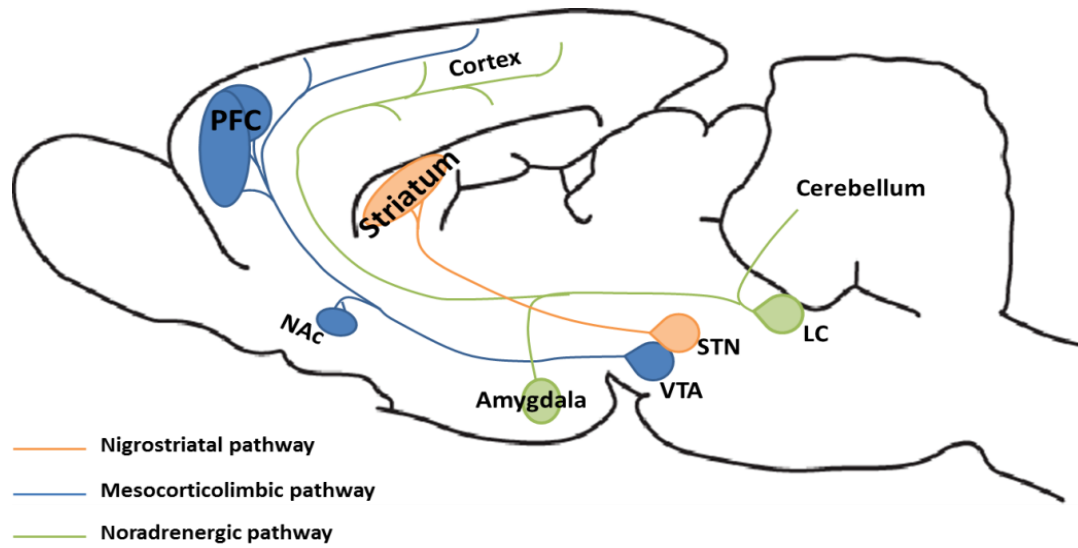 Cortex
PFC
Striatum
Cerebellum
NAc
STN
LC
VTA
Amygdala
Nigrostriatal pathway
Mesocorticolimbic pathway
Noradrenergic pathway